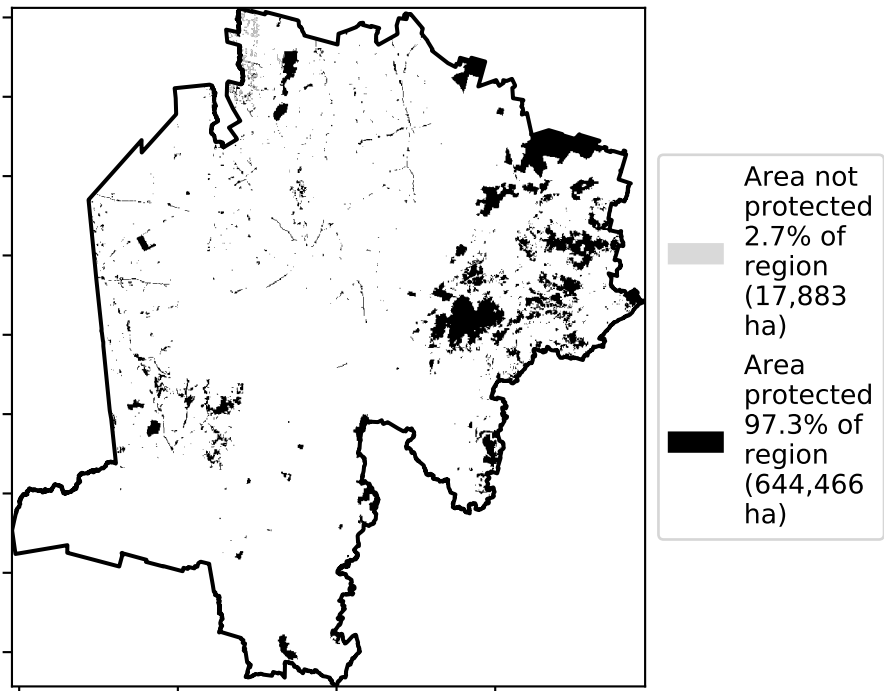 Area not
protected
2.7% of
region
(17,883
ha)
Area
protected
97.3% of
region
(644,466
ha)